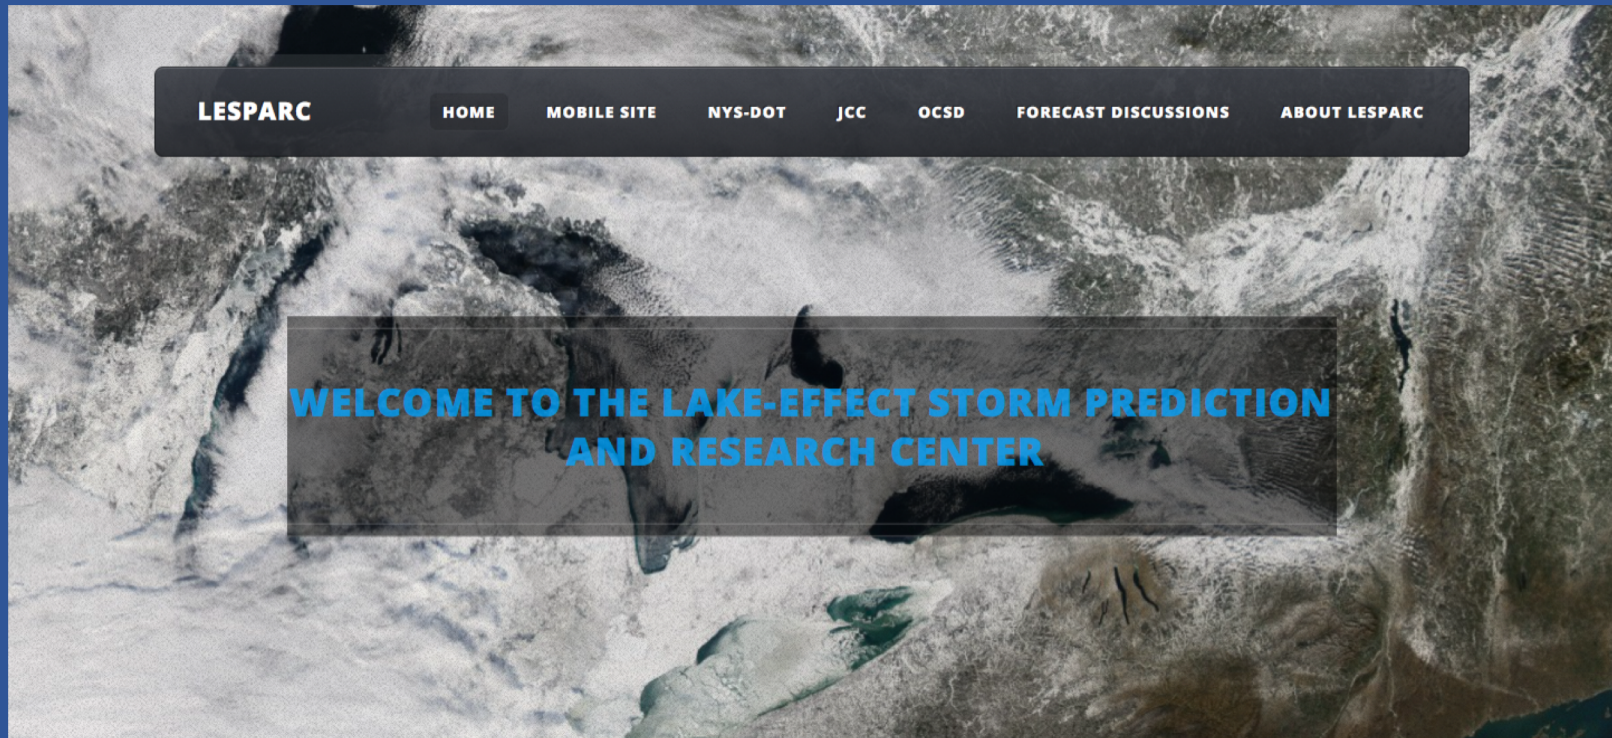 LESPARC HOME MOBILE SITE NYS-DOT JCC OCSD FORECAST DISCUSSIONS ABOUT LESPARC
WELCOME TO THE LAKE-EFFECT STORM PREDICTION
AND RESEARCH CENTER